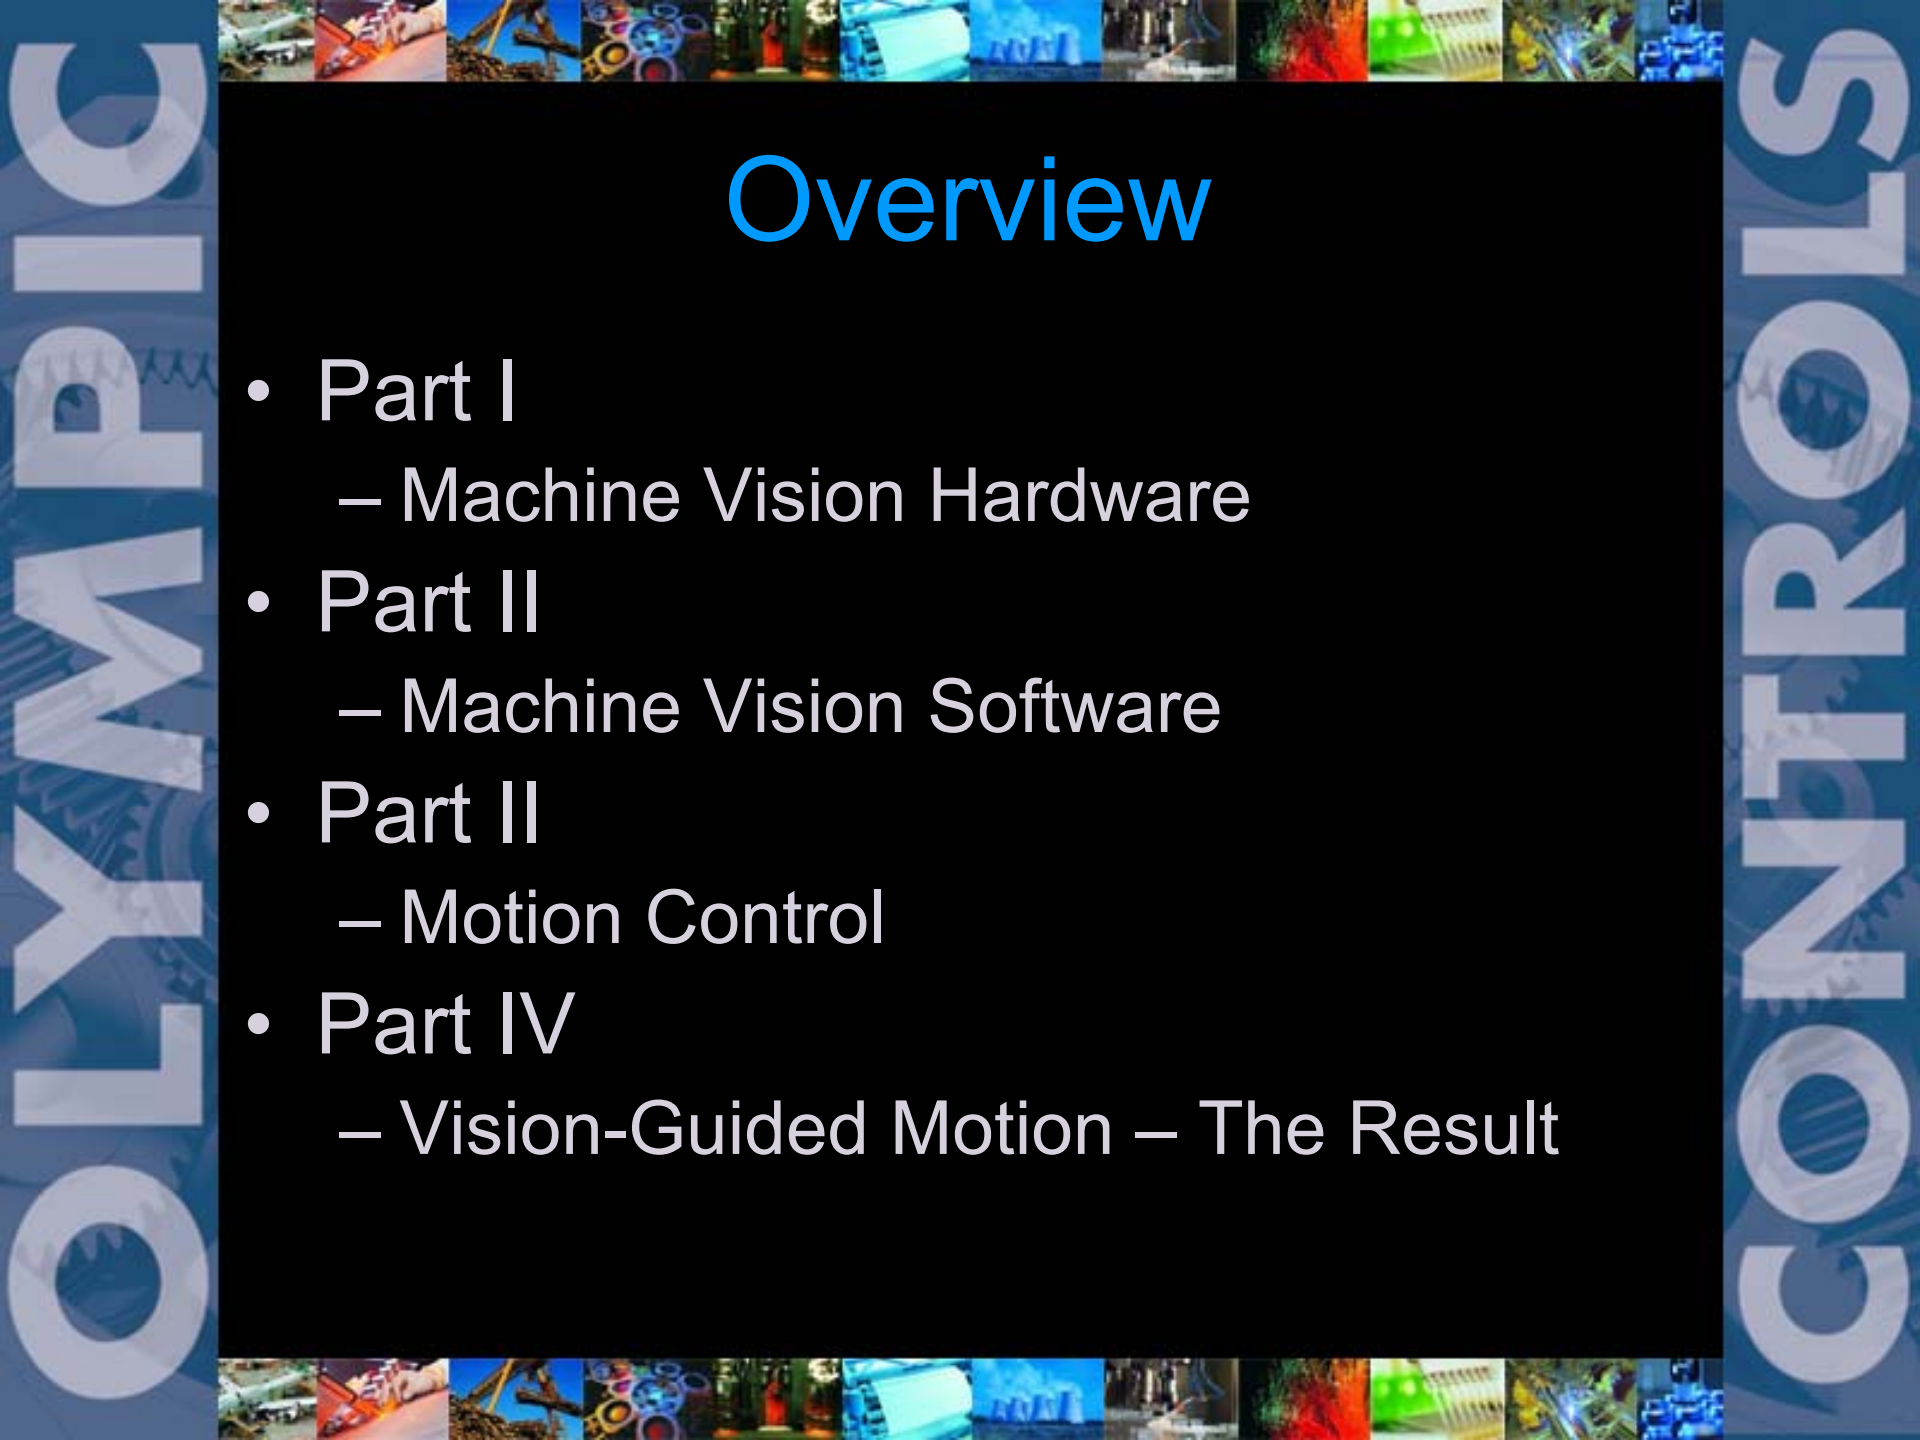 OLYMPIC
Overview
• Part I
– Machine Vision Hardware
• Part II
– Machine Vision Software
• Part II
– Motion Control
• Part IV
– Vision-Guided Motion – The Result
CONTROLS